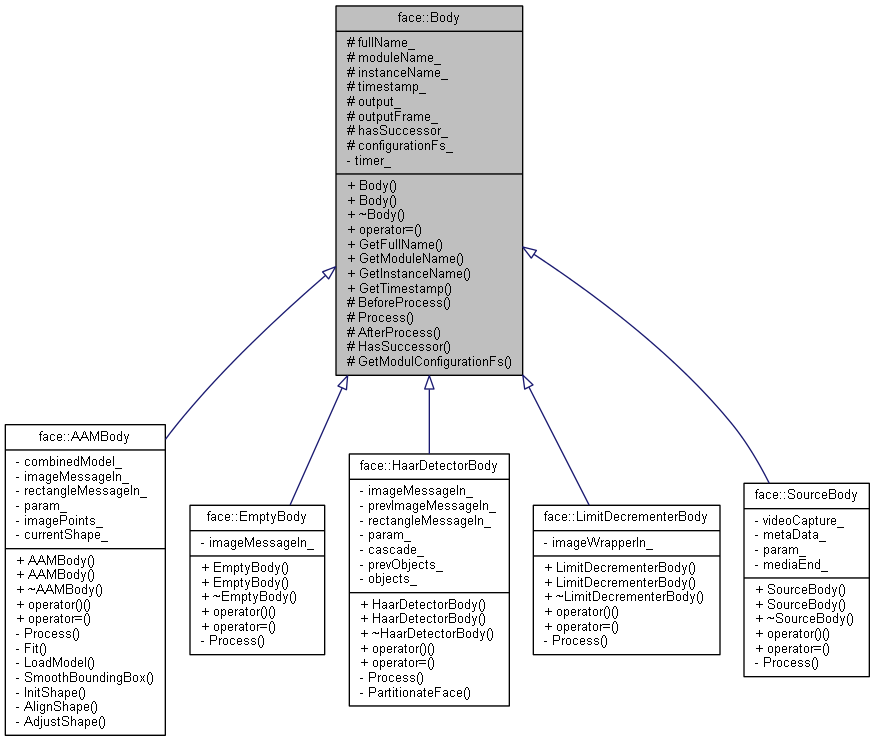 face::Body
# fullName_
# moduleName_
# instanceName_
# timestamp_
# output_
# outputFrame_
# hasSuccessor_
# configurationFs_
- timer_
+ Body()
+ Body()
+ ~Body()
+ operator=()
+ GetFullName()
+ GetModuleName()
+ GetInstanceName()
+ GetTimestamp()
# BeforeProcess()
# Process()
# AfterProcess()
# HasSuccessor()
# GetModulConfigurationFs()
face::AAMBody
- combinedModel_
- imageMessageIn_
- rectangleMessageIn_
- param_
- imagePoints_
- currentShape_
+ AAMBody()
+ AAMBody()
+ ~AAMBody()
+ operator()()
+ operator=()
- Process()
- Fit()
- LoadModel()
- SmoothBoundingBox()
- InitShape()
- AlignShape()
- AdjustShape()
face::EmptyBody
- imageMessageIn_
+ EmptyBody()
+ EmptyBody()
+ ~EmptyBody()
+ operator()()
+ operator=()
- Process()
face::HaarDetectorBody
- imageMessageIn_
- prevImageMessageIn_
- rectangleMessageIn_
- param_
- cascade_
- prevObjects_
- objects_
+ HaarDetectorBody()
+ HaarDetectorBody()
+ ~HaarDetectorBody()
+ operator()()
+ operator=()
- Process()
- PartitionateFace()
face::LimitDecrementerBody
- imageWrapperIn_
+ LimitDecrementerBody()
+ LimitDecrementerBody()
+ ~LimitDecrementerBody()
+ operator()()
+ operator=()
- Process()
face::SourceBody
- videoCapture_
- metaData_
- param_
- mediaEnd_
+ SourceBody()
+ SourceBody()
+ ~SourceBody()
+ operator()()
+ operator=()
- Process()